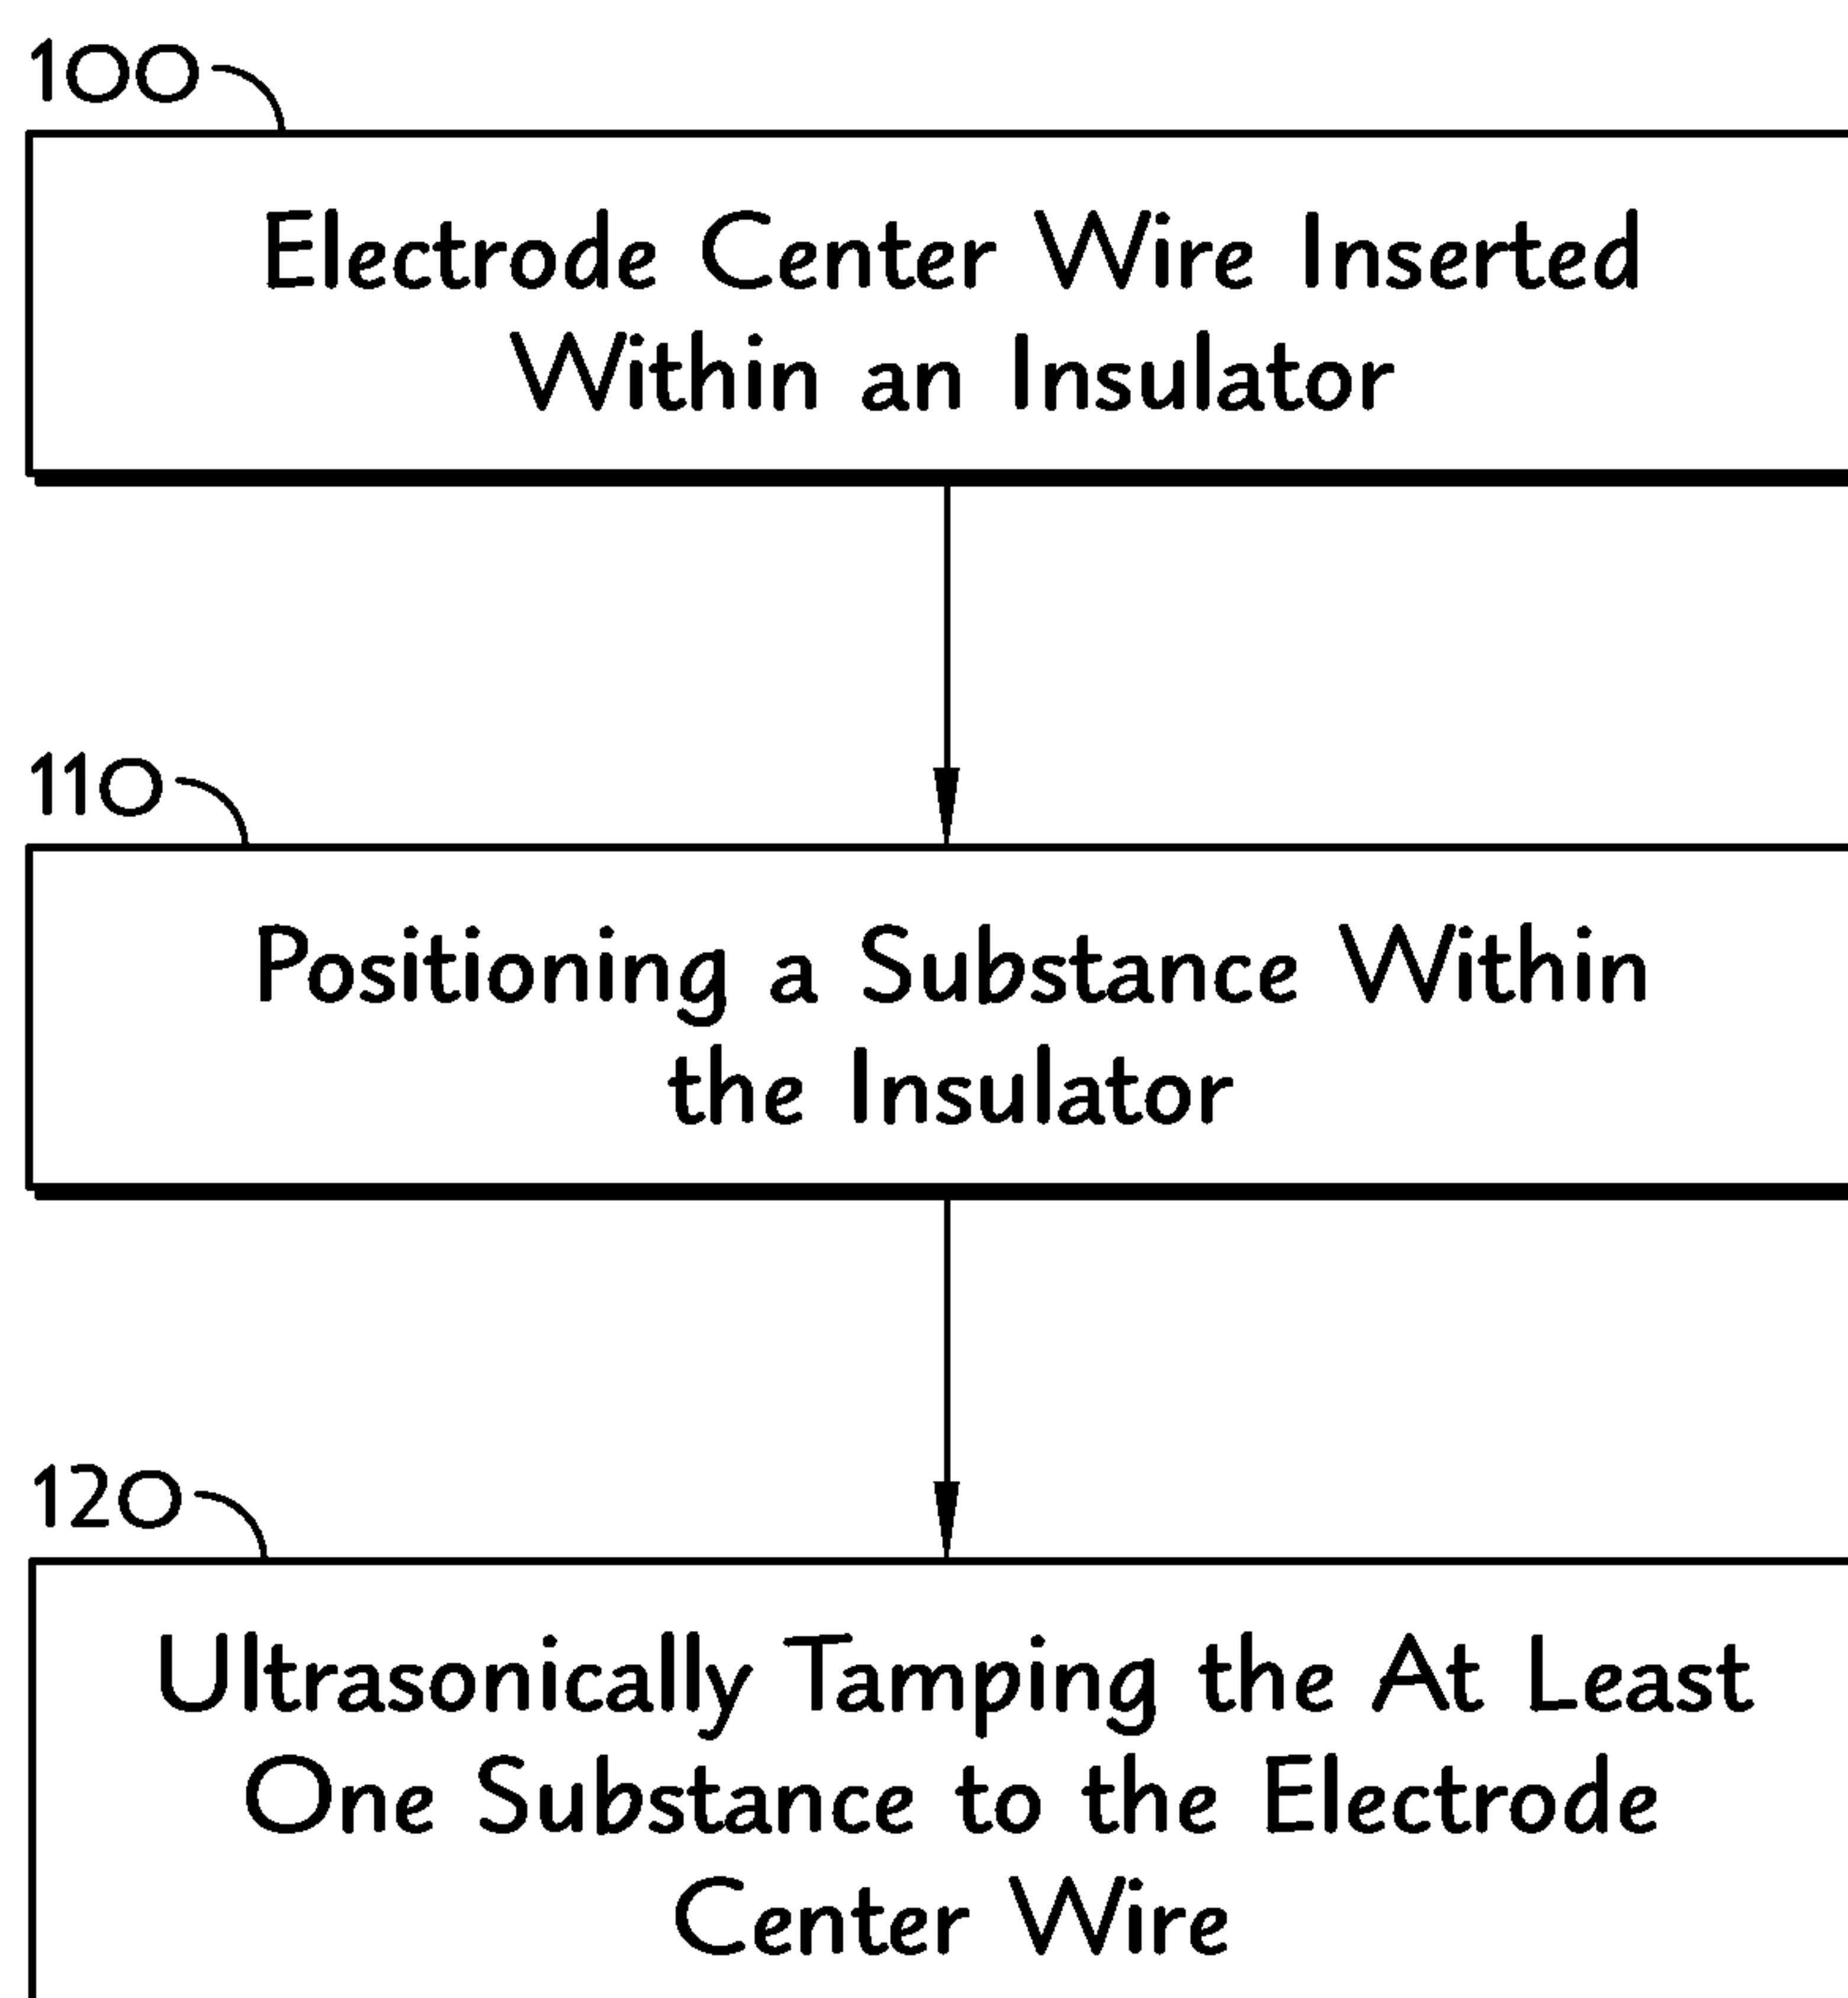 100
Electrode Center Wire Inserted
Within an Insulator
110
Positioning a Substance Within
the Insulator
120
Ultrasonically Tamping the At Least
One Substance to the Electrode
Center Wire